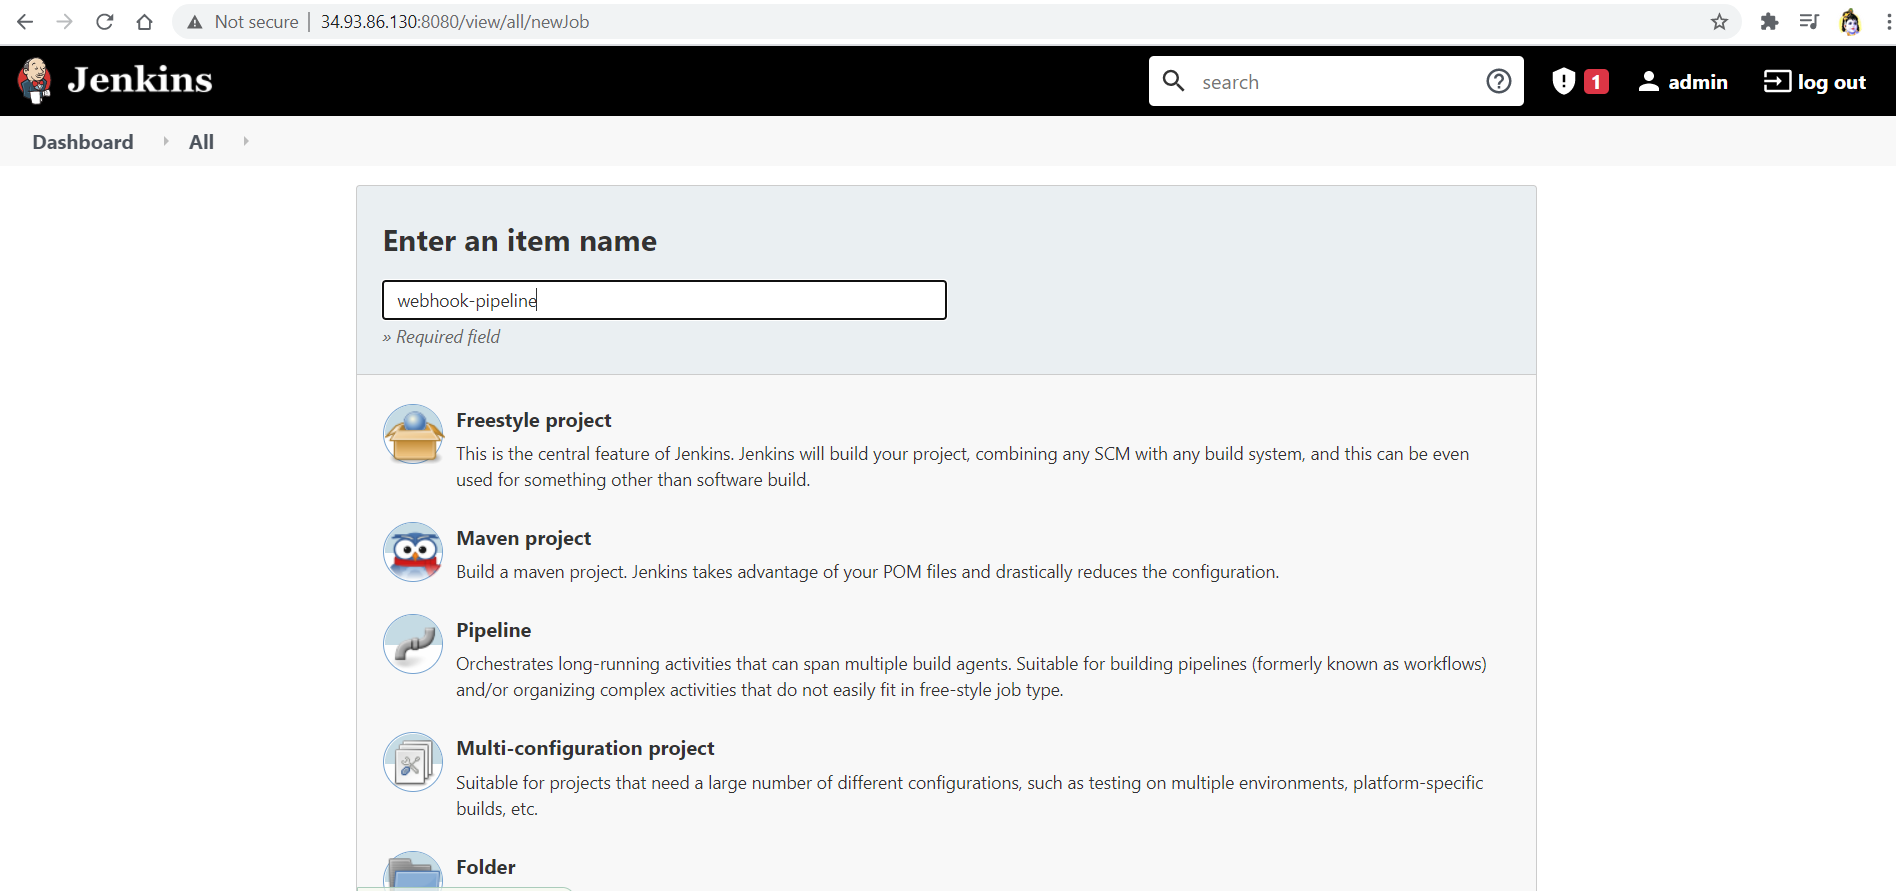 Not secure | 34.93.86.130:8080/view/all/newJob
Jenkins
search
1
admin
log out
Dashboard
All
Enter an item name
webhook-pipeline
» Required field
Freestyle project
This is the central feature of Jenkins. Jenkins will build your project, combining any SCM with any build system, and this can be even
used for something other than software build.
Maven project
Build a maven project. Jenkins takes advantage of your POM files and drastically reduces the configuration.
Pipeline
Orchestrates long-running activities that can span multiple build agents. Suitable for building pipelines (formerly known as workflows)
and/or organizing complex activities that do not easily fit in free-style job type.
Multi-configuration project
Suitable for projects that need a large number of different configurations, such as testing on multiple environments, platform-specific
builds, etc.
Folder